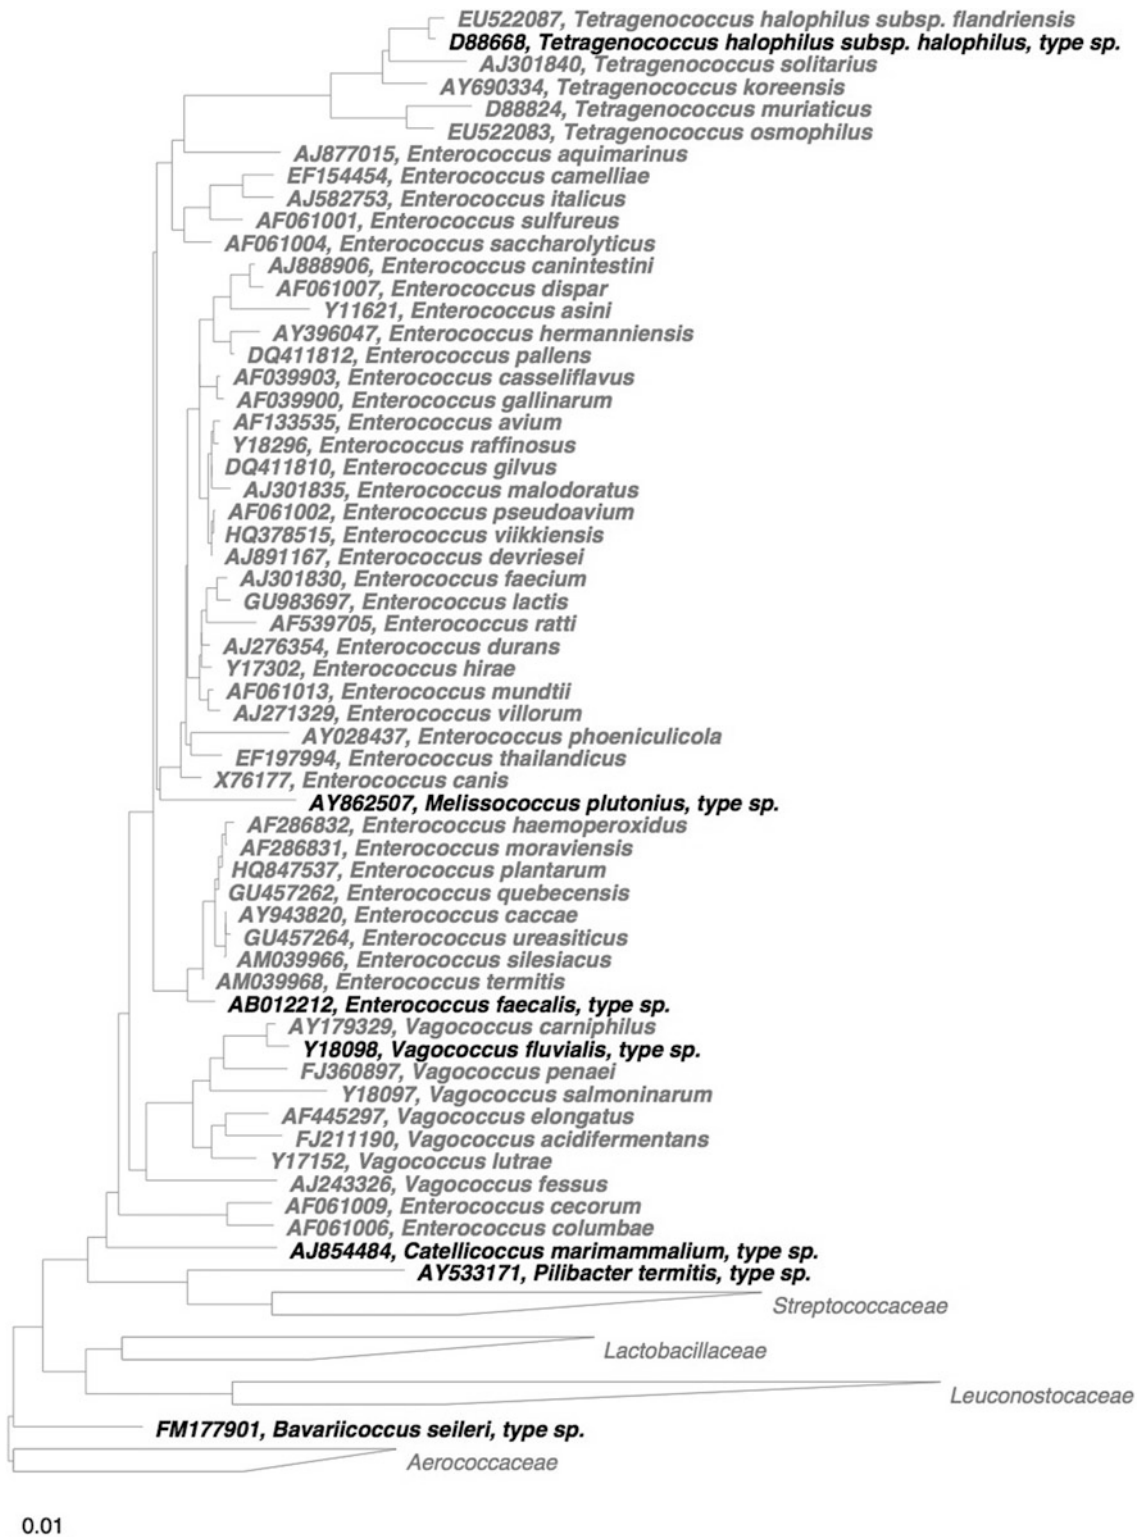 EU522087, Tetragenococcus halophilus subsp. flandriensis
D88668, Tetragenococcus halophilus subsp. halophilus, type sp.
AJ301840, Tetragenococcus solitarius
AY690334, Tetragenococcus koreensis
D88824, Tetragenococcus muriaticus
EU522083, Tetragenococcus osmophilus
AJ877015, Enterococcus aquimarinus
EF154454, Enterococcus camelliae
AJ582753, Enterococcus italicus
AF061001, Enterococcus sulfureus
AF061004, Enterococcus saccharolyticus
AJ888906, Enterococcus canintestini
AF061007, Enterococcus dispar
Y11621, Enterococcus asini
AY396047, Enterococcus hermanniensis
DQ411812, Enterococcus pallens
AF039903, Enterococcus casseliflavus
AF039900, Enterococcus gallinarum
AF133535, Enterococcus avium
Y18296, Enterococcus raffinosus
DQ411810, Enterococcus gilvus
AJ301835, Enterococcus malodoratus
AF061002, Enterococcus pseudoavium
HQ378515, Enterococcus viikkiensis
AJ891167, Enterococcus devriesei
AJ301830, Enterococcus faecium
GU983697, Enterococcus lactis
AF539705, Enterococcus ratti
AJ276354, Enterococcus durans
Y17302, Enterococcus hirae
AF061013, Enterococcus mundtii
AJ271329, Enterococcus villorum
AY028437, Enterococcus phoeniculicola
EF197994, Enterococcus thailandicus
X76177, Enterococcus canis
AY862507, Melissococcus plutonius, type sp.
AF286832, Enterococcus haemoperoxidus
AF286831, Enterococcus moraviensis
HQ847537, Enterococcus plantarum
GU457262, Enterococcus quebecensis
AY943820, Enterococcus caccae
GU457264, Enterococcus ureasiticus
AM039966, Enterococcus silesiacus
AM039968, Enterococcus termitis
AB012212, Enterococcus faecalis, type sp.
AY179329, Vagococcus carniphilus
Y18098, Vagococcus fluvialis, type sp.
FJ360897, Vagococcus penaei
Y18097, Vagococcus salmoninarum
AF445297, Vagococcus elongatus
FJ211190, Vagococcus acidifermentans
Y17152, Vagococcus lutrae
AJ243326, Vagococcus fessus
AF061009, Enterococcus cecorum
AF061006, Enterococcus columbae
AJ854484, Catellicoccus marimammalium, type sp.
AY533171, Pilibacter termitis, type sp.
Streptococcaceae
Lactobacillaceae
Leuconostocaceae
FM177901, Bavariicoccus seileri, type sp.
Aerococcaceae
0.01